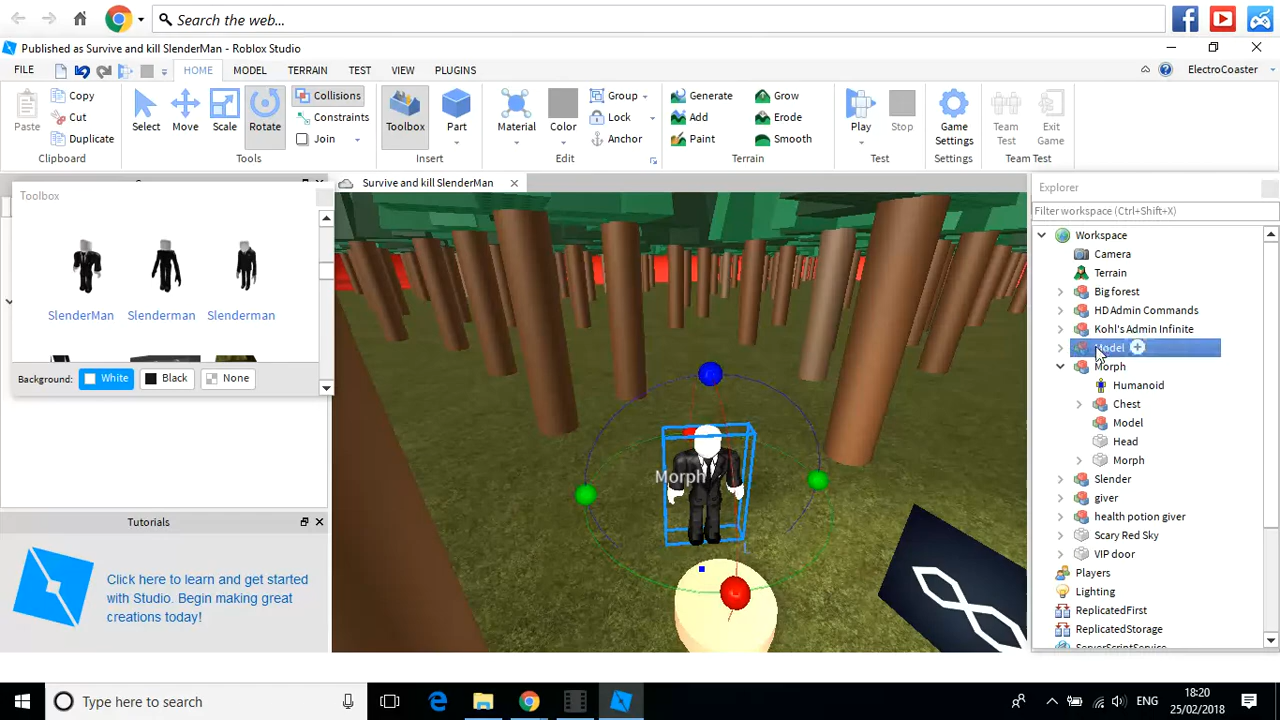 Search the web...
Published as Survive and kill SlenderMan - Roblox Studio
FILE HOME MODEL TERRAIN TEST VIEW PLUGINS ElectroCoaster
Paste Copy Cut Duplicate Clipboard
Select Move Scale Rotate Collisions Constraints Join Tools
Toolbox Part Insert
Material Color Group Lock Anchor Edit
Generate Add Paint Grow Erode Smooth Terrain
Play Stop Test
Game Settings Settings
Team Test Exit Game Team Test
Toolbox
SlenderMan Slenderman Slenderman
Background: White Black None
Tutorials
Click here to learn and get started
with Studio. Begin making great
creations today!
Survive and kill SlenderMan
Morph
Explorer
Filter workspace (Ctrl+Shift+X)
Workspace
Camera
Terrain
Big forest
HD Admin Commands
Kohl's Admin Infinite
Model
Morph
Humanoid
Chest
Model
Head
Morph
Slender
giver
health potion giver
Scary Red Sky
VIP door
Players
Lighting
ReplicatedFirst
ReplicatedStorage
ServerScriptService
Type here to search
ENG
18:20
25/02/2018